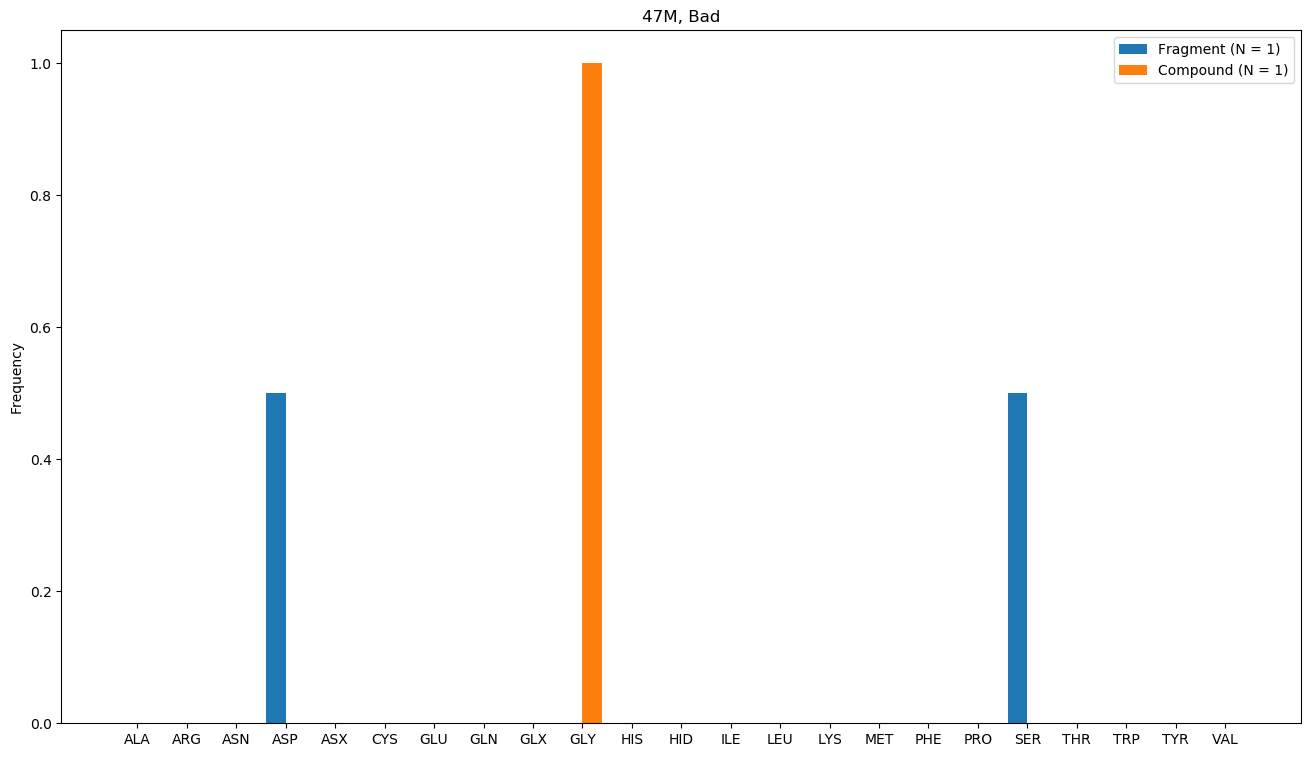 47M, Bad
Fragment (N = 1)
Compound (N = 1)
Frequency
1.0
0.8
0.6
0.4
0.2
0.0
ALA ARG ASN ASP ASX CYS GLU GLN GLX GLY HIS HID ILE LEU LYS MET PHE PRO SER THR TRP TYR VAL